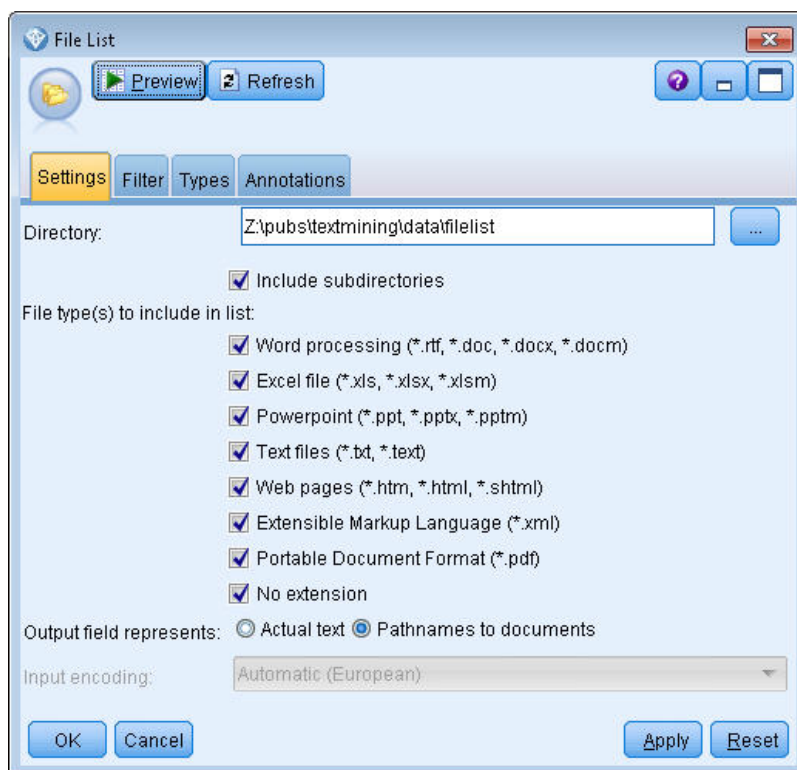 File List
Preview Refresh ?
Settings Filter Types Annotations
Directory: Z:\pubs\textmining\data\filelist ...
Include subdirectories
File type(s) to include in list:
Word processing (*.rtf, *.doc, *.docx, *.docm)
Excel file (*.xls, *.xlsx, *.xlsm)
Powerpoint (*.ppt, *.pptx, *.pptm)
Text files (*.txt, *.text)
Web pages (*.htm, *.html, *.shtml)
Extensible Markup Language (*.xml)
Portable Document Format (*.pdf)
No extension
Output field represents: Actual text Pathnames to documents
Input encoding: Automatic (European)
OK Cancel Apply Reset